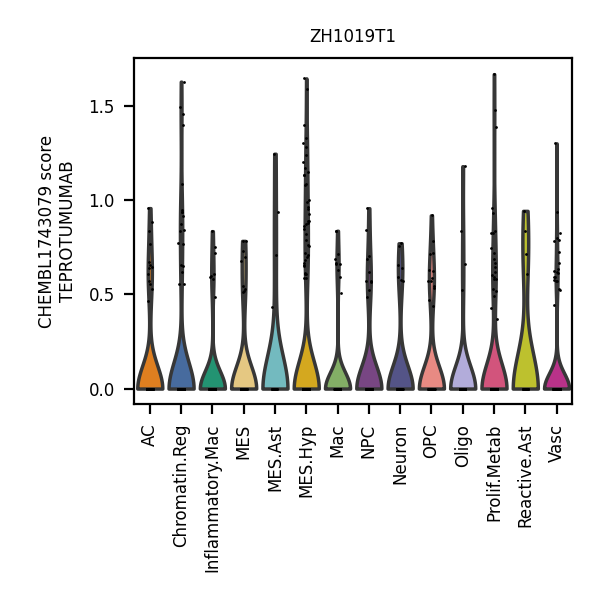 ZH1019T1
CHEMBL1743079 score
TEPROTUMUMAB
1.5
1.0
0.5
0.0
AC
Chromatin.Reg
Inflammatory.Mac
MES
MES.Ast
MES.Hyp
Mac
NPC
Neuron
OPC
Oligo
Prolif.Metab
Reactive.Ast
Vasc